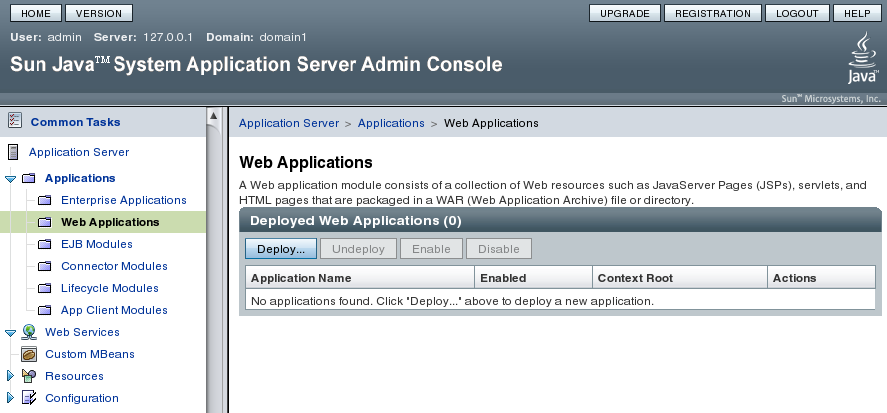 HOME VERSION UPGRADE REGISTRATION LOGOUT HELP
User: admin Server: 127.0.0.1 Domain: domain1
Sun Java™ System Application Server Admin Console
Java™
Sun™ Microsystems, Inc.
Common Tasks
Application Server
Applications
Enterprise Applications
Web Applications
EJB Modules
Connector Modules
Lifecycle Modules
App Client Modules
Web Services
Custom MBeans
Resources
Configuration
Application Server > Applications > Web Applications
Web Applications
A Web application module consists of a collection of Web resources such as JavaServer Pages (JSPs), servlets, and
HTML pages that are packaged in a WAR (Web Application Archive) file or directory.
Deployed Web Applications (0)
Deploy... Undeploy Enable Disable
Application Name Enabled Context Root Actions
No applications found. Click "Deploy..." above to deploy a new application.